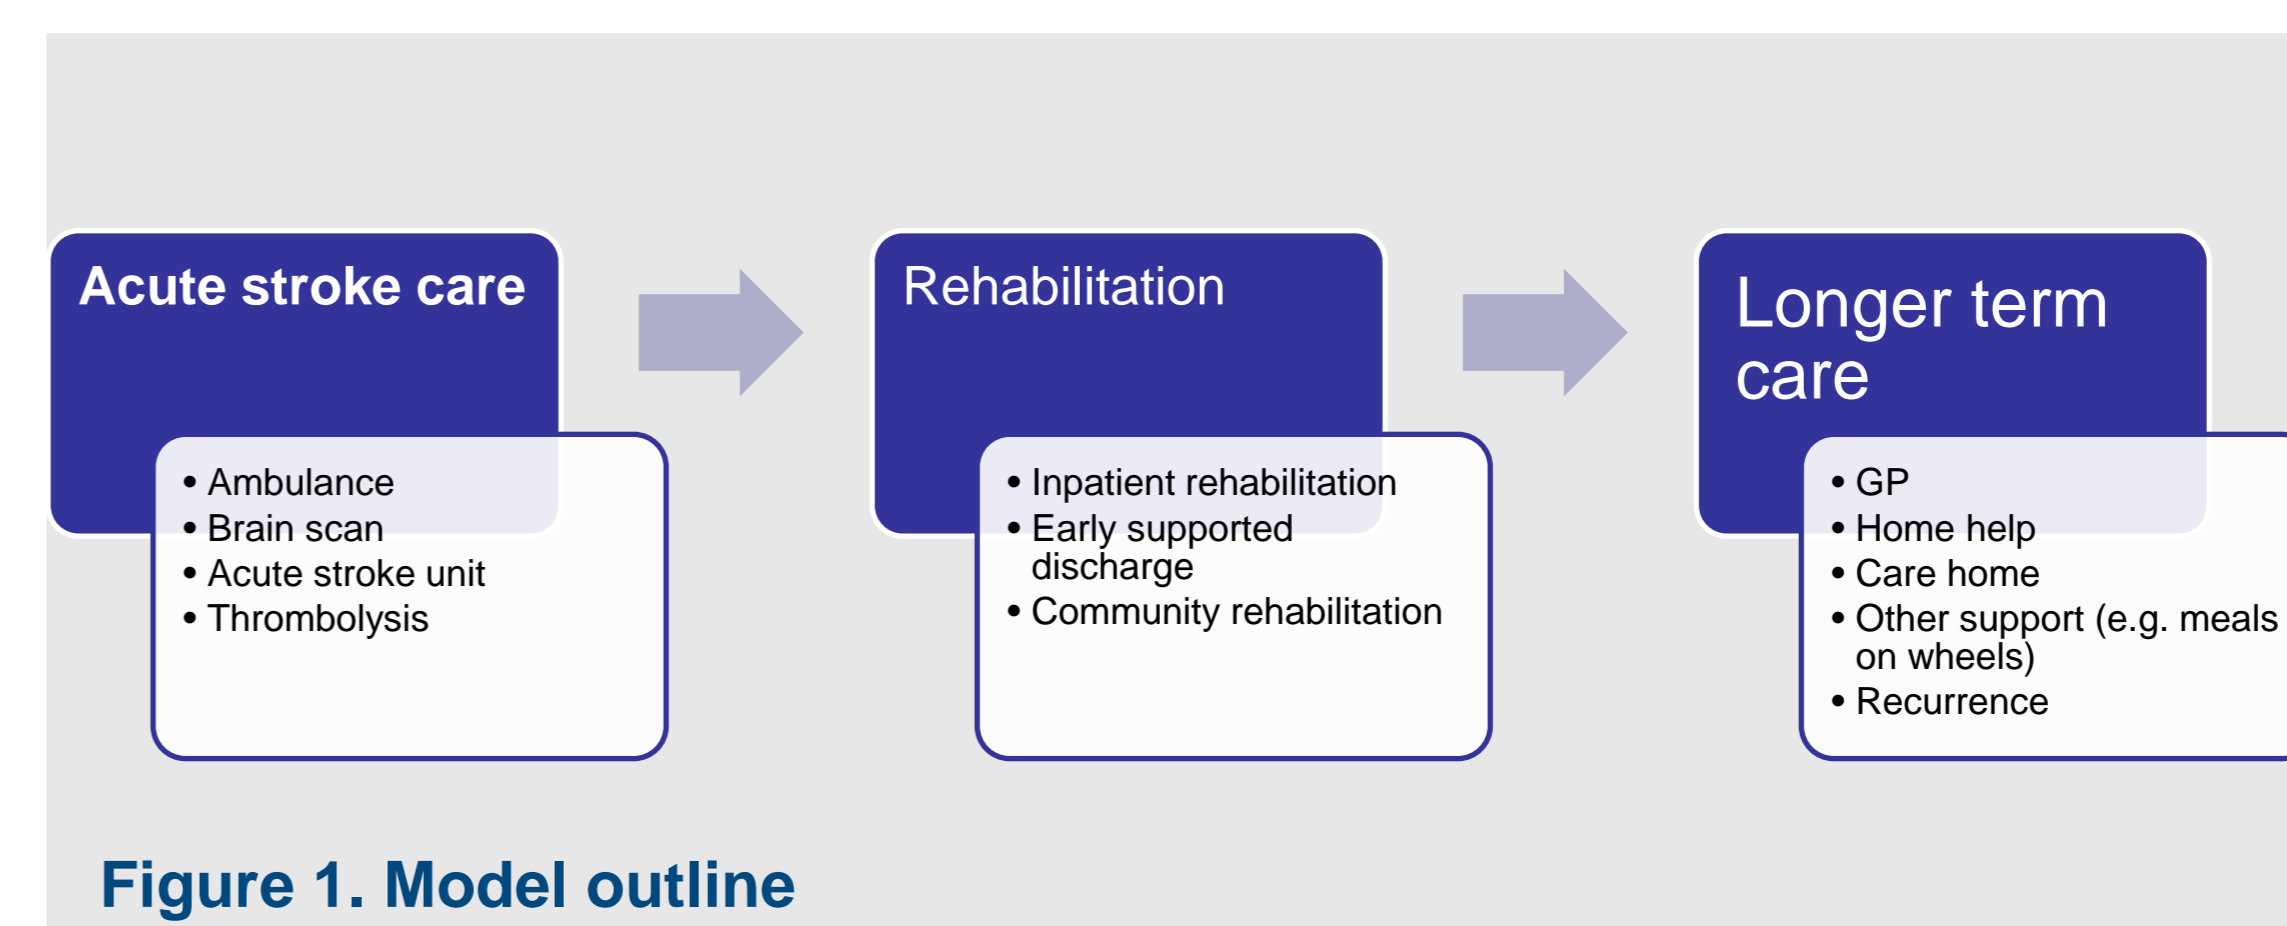 Acute stroke care
• Ambulance
• Brain scan
• Acute stroke unit
• Thrombolysis
Rehabilitation
• Inpatient rehabilitation
• Early supported
discharge
• Community rehabilitation
Longer term
care
• GP
• Home help
• Care home
• Other support (e.g. meals
on wheels)
• Recurrence
Figure 1. Model outline